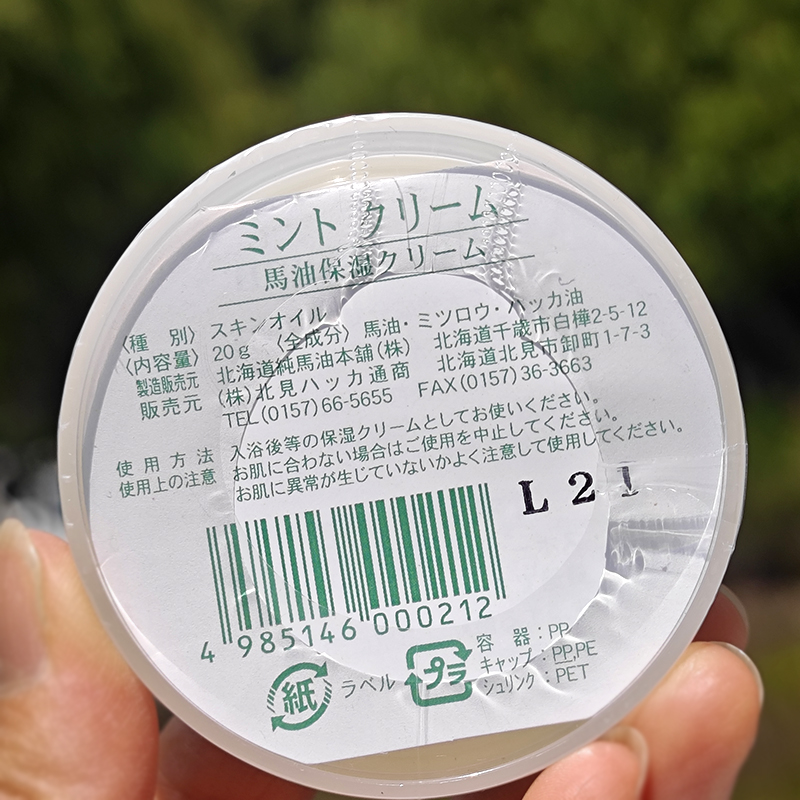 ミントクリーム
馬油保湿クリーム
〈種 別〉 スキンオイル
〈内容量〉 20g 〈全成分〉 馬油・ミツロウ・ハッカ油
製造販売元 北海道純馬油本舗(株) 北海道千歳市白樺2-5-12
販売元 (株)北見ハッカ通商 北海道北見市卸町1-7-3
TEL(0157)66-5655 FAX(0157)36-3663
使用方法 入浴後等の保湿クリームとしてお使いください。
使用上の注意 お肌に合わない場合はご使用を中止してください。
お肌に異常が生じていないかよく注意して使用してください。
L21
4 985146 000212
紙 ラベル プラ 容 器:PP
キャップ:PP,PE
シュリンク:PET